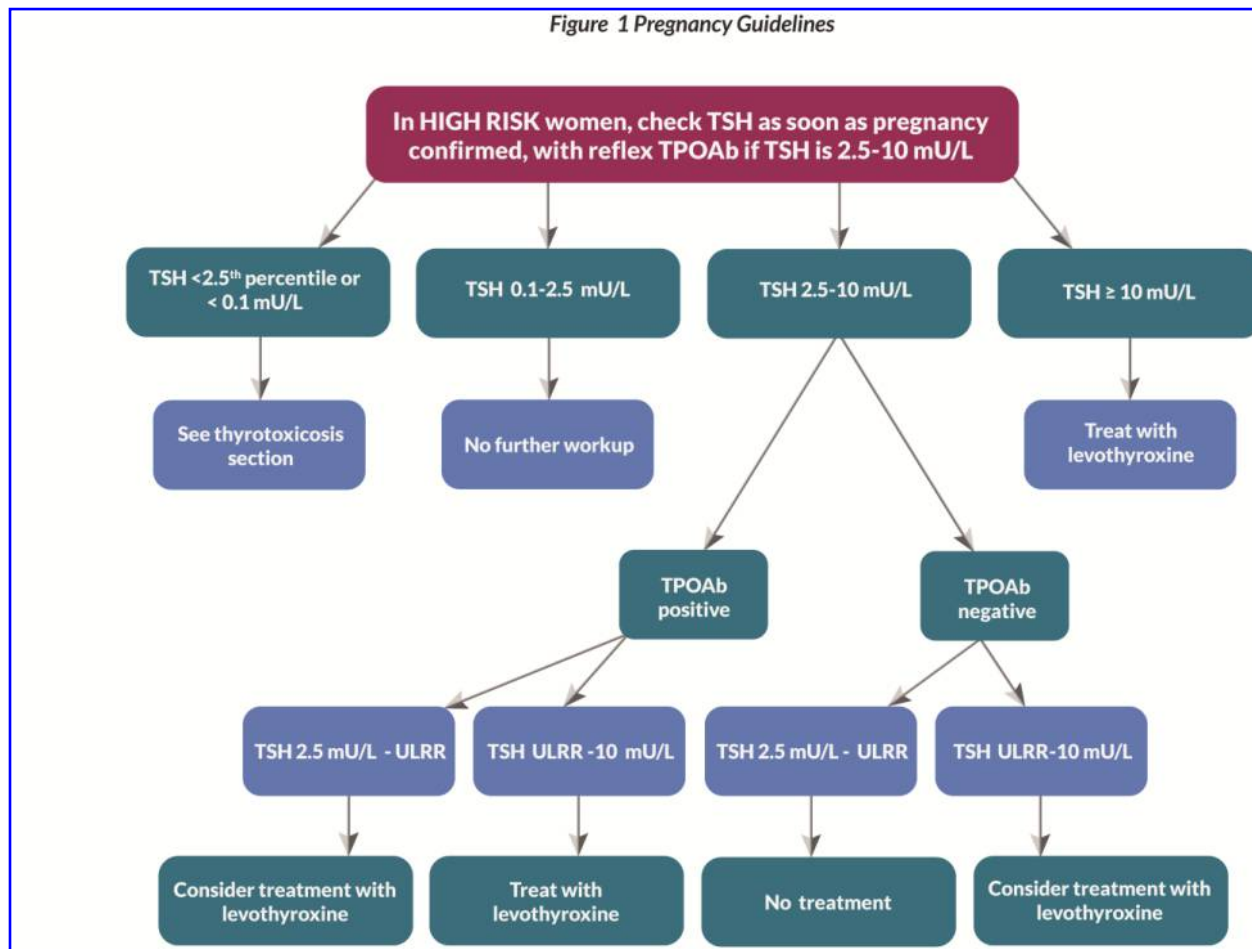 Figure 1 Pregnancy Guidelines
In HIGH RISK women, check TSH as soon as pregnancy
confirmed, with reflex TPOAb if TSH is 2.5-10 mU/L
TSH <2.5th percentile or
< 0.1 mU/L
TSH 0.1-2.5 mU/L
TSH 2.5-10 mU/L
TSH ≥ 10 mU/L
See thyrotoxicosis
section
No further workup
Treat with
levothyroxine
TPOAb
positive
TPOAb
negative
TSH 2.5 mU/L - ULRR
TSH ULRR -10 mU/L
TSH 2.5 mU/L - ULRR
TSH ULRR-10 mU/L
Consider treatment with
levothyroxine
Treat with
levothyroxine
No treatment
Consider treatment with
levothyroxine